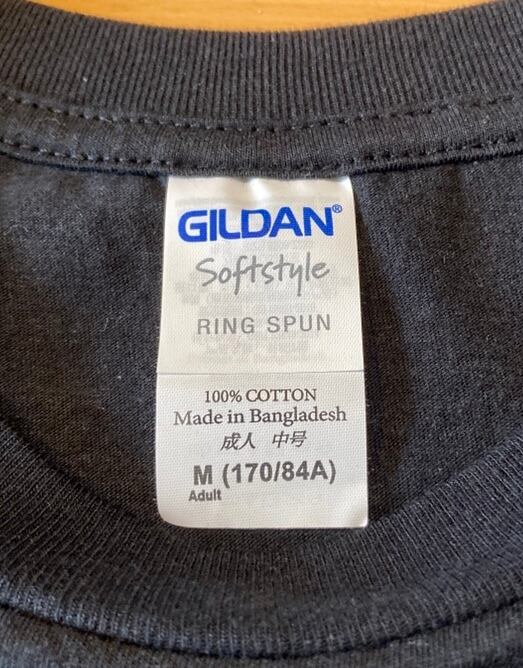 GILDAN®
Softstyle
RING SPUN
100% COTTON
Made in Bangladesh
成人 中号
M (170/84A)
Adult